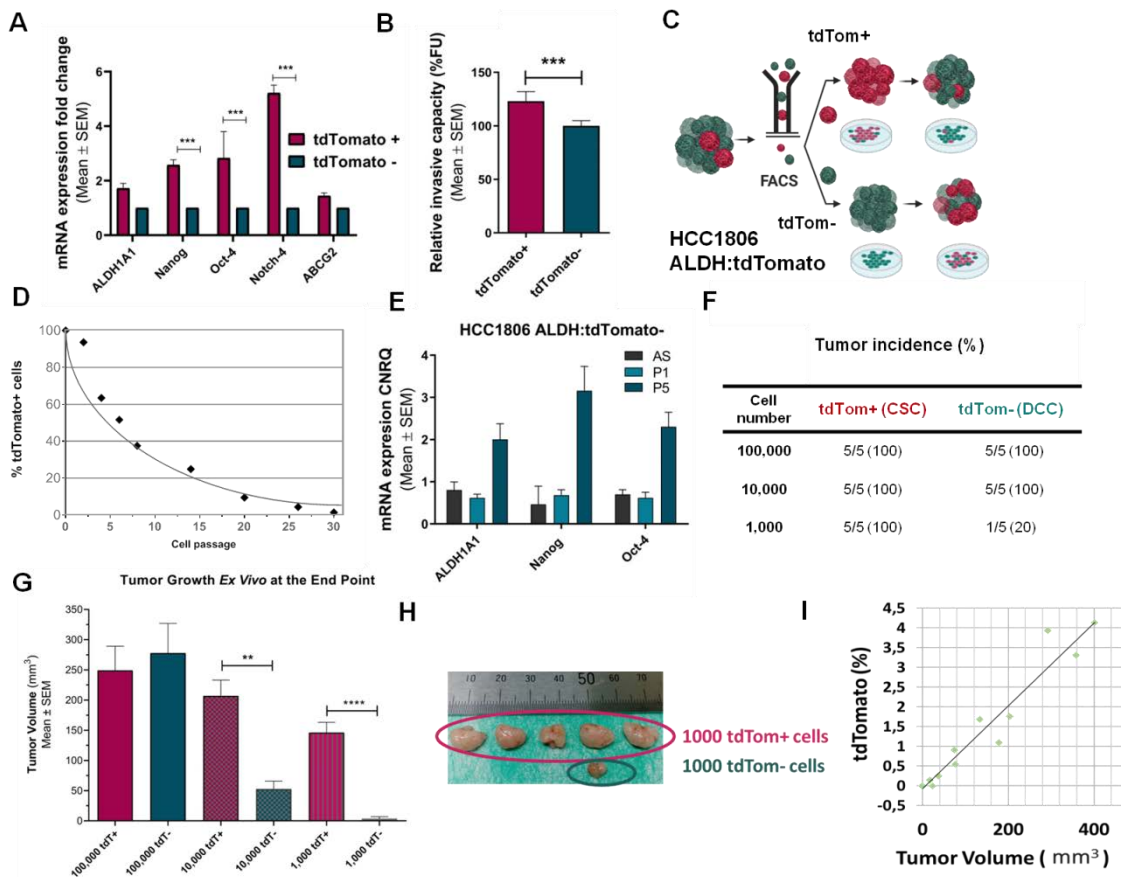 A
mRNA expression fold change
(Mean ± SEM)
6
4
2
0
***
***
***
tdTomato +
tdTomato -
ALDH1A1
Nanog
Oct-4
Notch-4
ABCG2
B
Relative invasive capacity (%FU)
(Mean ± SEM)
150
125
100
75
50
25
0
***
tdTomato+
tdTomato-
C
tdTom+
FACS
tdTom-
HCC1806
ALDH:tdTomato
D
% tdTomato+ cells
100
80
60
40
20
0
0 5 10 15 20 25 30
Cell passage
E
HCC1806 ALDH:tdTomato-
mRNA expresion CNRQ
(Mean ± SEM)
4
3
2
1
0
AS
P1
P5
ALDH1A1
Nanog
Oct-4
F
Tumor incidence (%)
Cell number tdTom+ (CSC) tdTom- (DCC)
100,000 5/5 (100) 5/5 (100)
10,000 5/5 (100) 5/5 (100)
1,000 5/5 (100) 1/5 (20)
G
Tumor Growth Ex Vivo at the End Point
Tumor Volume (mm³)
Mean ± SEM
350
300
250
200
150
100
50
0
**
****
100,000 tdT+
100,000 tdT-
10,000 tdT+
10,000 tdT-
1,000 tdT+
1,000 tdT-
H
10 20 30 40 50 60 70
1000 tdTom+ cells
1000 tdTom- cells
I
tdTomato (%)
4,5
4
3,5
3
2,5
2
1,5
1
0,5
0
-0,5
0 200 400
Tumor Volume ( mm³ )